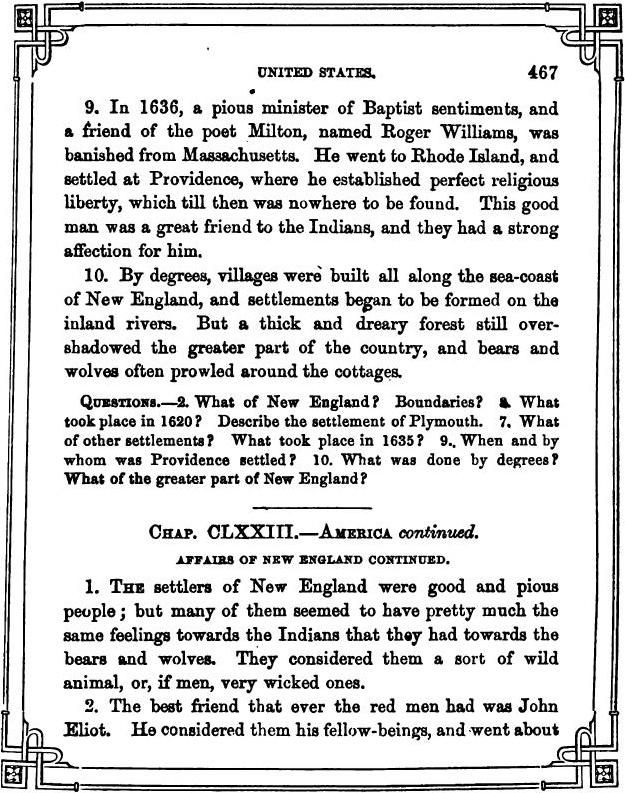 UNITED STATES.
467
9. In 1636, a pious minister of Baptist sentiments, and
a friend of the poet Milton, named Roger Williams, was
banished from Massachusetts. He went to Rhode Island, and
settled at Providence, where he established perfect religious
liberty, which till then was nowhere to be found. This good
man was a great friend to the Indians, and they had a strong
affection for him.
10. By degrees, villages were built all along the sea-coast
of New England, and settlements began to be formed on the
inland rivers. But a thick and dreary forest still over-
shadowed the greater part of the country, and bears and
wolves often prowled around the cottages.
QUESTIONS.—2. What of New England? Boundaries? What
took place in 1620? Describe the settlement of Plymouth. 7. What
of other settlements? What took place in 1635? 9. When and by
whom was Providence settled? 10. What was done by degrees?
What of the greater part of New England?
CHAP. CLXXIII.—AMERICA continued.
AFFAIRS OF NEW ENGLAND CONTINUED.
1. THE settlers of New England were good and pious
people; but many of them seemed to have pretty much the
same feelings towards the Indians that they had towards the
bears and wolves. They considered them a sort of wild
animal, or, if men, very wicked ones.
2. The best friend that ever the red men had was John
Eliot. He considered them his fellow-beings, and went about